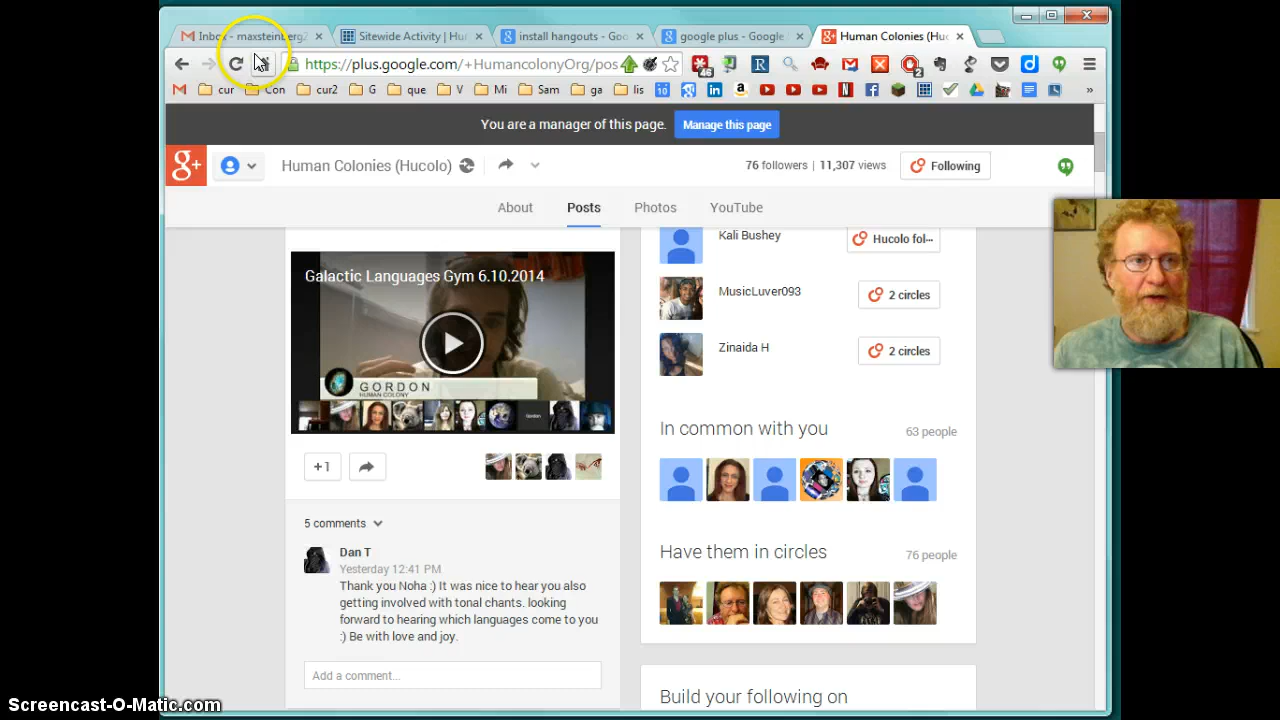 Inbox - maxsteinberg2
Sitewide Activity | Hu
install hangouts - Goo
google plus - Google
Human Colonies (Huc
https://plus.google.com/+HumancolonyOrg/pos
46
2
cur
Con
cur2
G
que
V
Mi
Sam
ga
lis
You are a manager of this page.
Manage this page
g+
Human Colonies (Hucolo)
76 followers | 11,307 views
Following
About
Posts
Photos
YouTube
Galactic Languages Gym 6.10.2014
GORDON
HUMAN COLONY
Gordon
+1
5 comments
Dan T
Yesterday 12:41 PM
Thank you Noha :) It was nice to hear you also
getting involved with tonal chants. looking
forward to hearing which languages come to you
:) Be with love and joy.
Add a comment...
Kali Bushey
Hucolo fol...
MusicLuver093
2 circles
Zinaida H
2 circles
In common with you
63 people
Have them in circles
76 people
Build your following on
Screencast-O-Matic.com